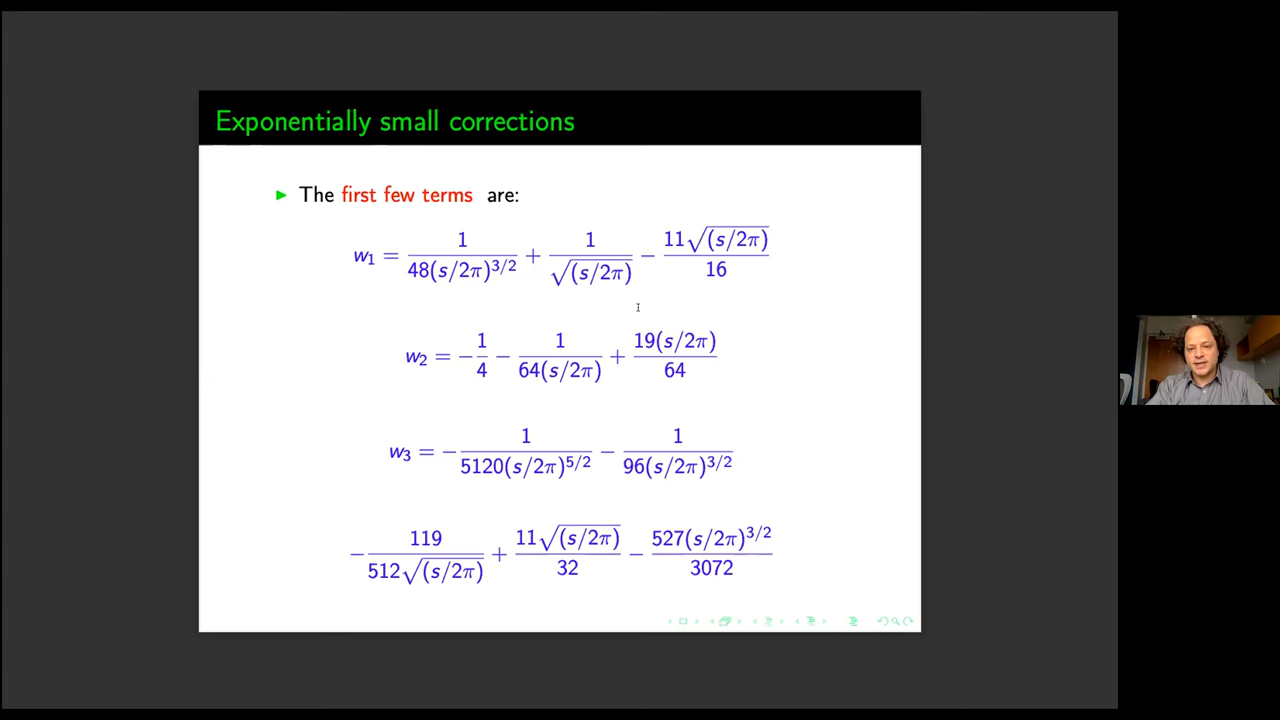 Exponentially small corrections
The first few terms are:
w₁ = 1/(48(s/2π)^{3/2}) + 1/√(s/2π) − 11√(s/2π)/16
w₂ = −1/4 − 1/(64(s/2π)) + 19(s/2π)/64
w₃ = −1/(5120(s/2π)^{5/2}) − 1/(96(s/2π)^{3/2})
−119/(512√(s/2π)) + 11√(s/2π)/32 − 527(s/2π)^{3/2}/3072